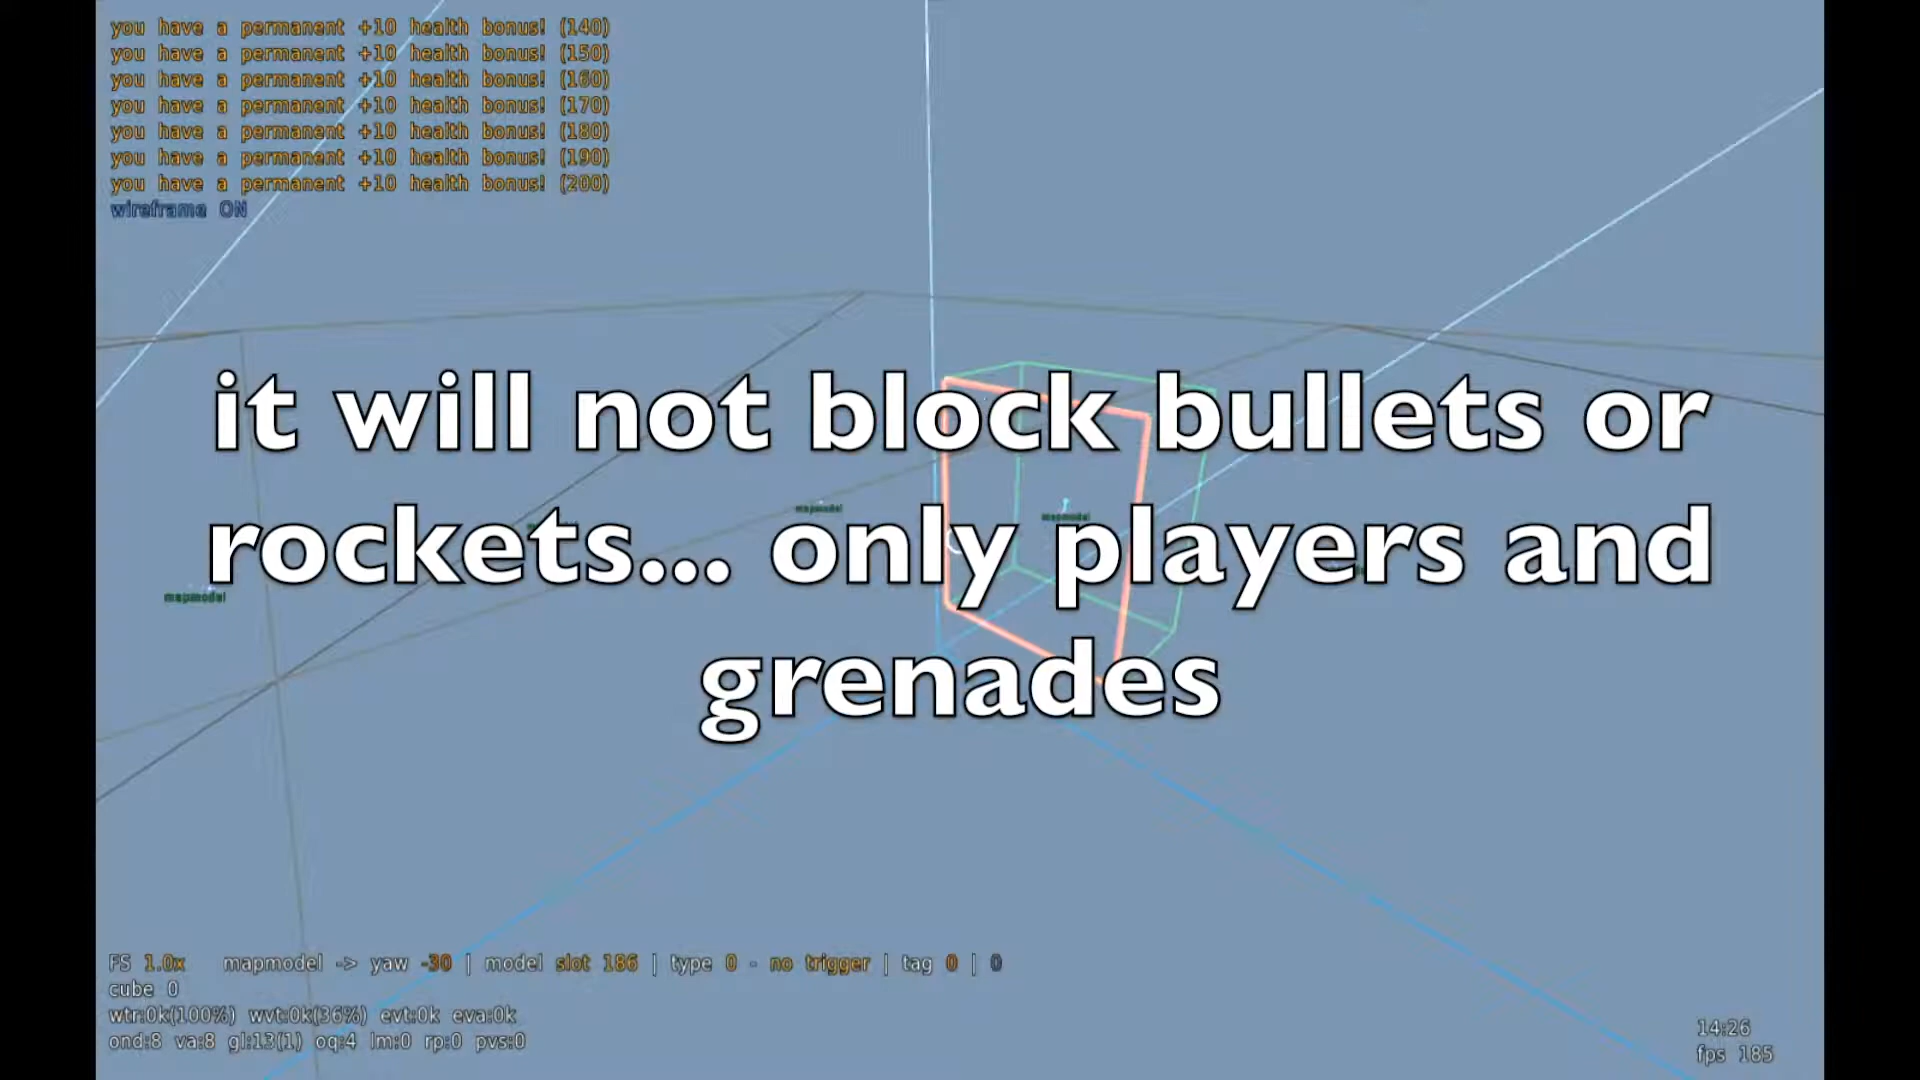 you have a permanent +10 health bonus! (140)
you have a permanent +10 health bonus! (150)
you have a permanent +10 health bonus! (160)
you have a permanent +10 health bonus! (170)
you have a permanent +10 health bonus! (180)
you have a permanent +10 health bonus! (190)
you have a permanent +10 health bonus! (200)
wireframe ON
it will not block bullets or
rockets... only players and
grenades
mapmodel
mapmodel
mapmodel
FS 1.0x mapmodel -> yaw -30 | model slot 186 | type 0 - no trigger | tag 0 | 0
cube 0
wtr:0k(100%) wvt:0k(36%) evt:0k eva:0k
ond:8 va:8 gl:13(1) oq:4 lm:0 rp:0 pvs:0
14:26
fps 185